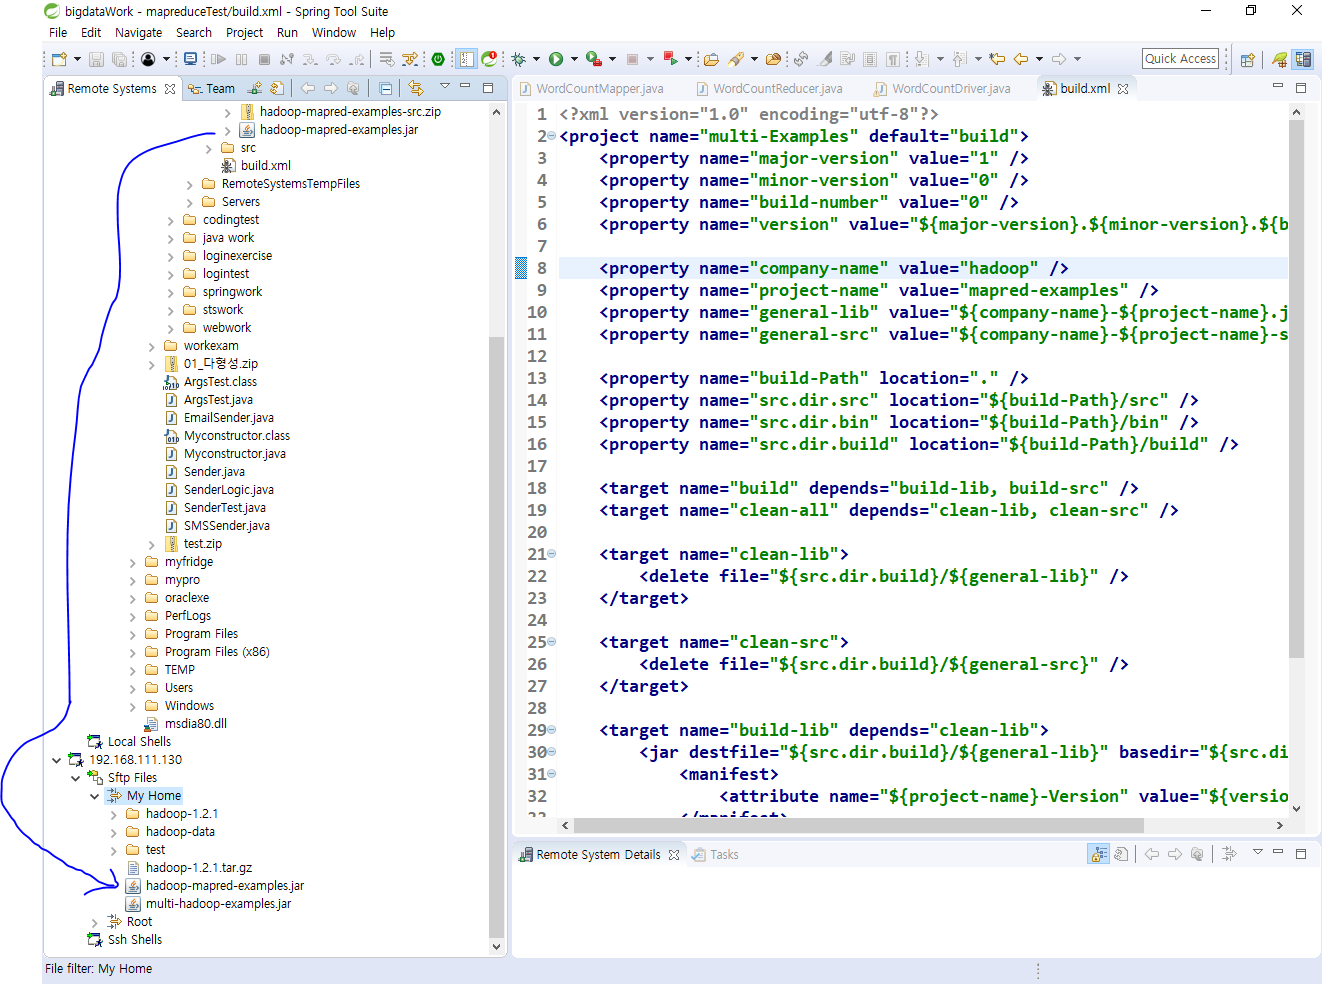 bigdataWork - mapreduceTest/build.xml - Spring Tool Suite
File Edit Navigate Search Project Run Window Help
Quick Access
Remote Systems Team
hadoop-mapred-examples-src.zip
hadoop-mapred-examples.jar
src
build.xml
RemoteSystemsTempFiles
Servers
codingtest
java work
loginexercise
logintest
springwork
stswork
webwork
workexam
01_다형성.zip
ArgsTest.class
ArgsTest.java
EmailSender.java
Myconstructor.class
Myconstructor.java
Sender.java
SenderLogic.java
SenderTest.java
SMSSender.java
test.zip
myfridge
mypro
oraclexe
PerfLogs
Program Files
Program Files (x86)
TEMP
Users
Windows
msdia80.dll
Local Shells
192.168.111.130
Sftp Files
My Home
hadoop-1.2.1
hadoop-data
test
hadoop-1.2.1.tar.gz
hadoop-mapred-examples.jar
multi-hadoop-examples.jar
Root
Ssh Shells
File filter: My Home
WordCountMapper.java WordCountReducer.java WordCountDriver.java build.xml
1 <?xml version="1.0" encoding="utf-8"?>
2 <project name="multi-Examples" default="build">
3 <property name="major-version" value="1" />
4 <property name="minor-version" value="0" />
5 <property name="build-number" value="0" />
6 <property name="version" value="${major-version}.${minor-version}.${b
7
8 <property name="company-name" value="hadoop" />
9 <property name="project-name" value="mapred-examples" />
10 <property name="general-lib" value="${company-name}-${project-name}.j
11 <property name="general-src" value="${company-name}-${project-name}-s
12
13 <property name="build-Path" location="." />
14 <property name="src.dir.src" location="${build-Path}/src" />
15 <property name="src.dir.bin" location="${build-Path}/bin" />
16 <property name="src.dir.build" location="${build-Path}/build" />
17
18 <target name="build" depends="build-lib, build-src" />
19 <target name="clean-all" depends="clean-lib, clean-src" />
20
21 <target name="clean-lib">
22 <delete file="${src.dir.build}/${general-lib}" />
23 </target>
24
25 <target name="clean-src">
26 <delete file="${src.dir.build}/${general-src}" />
27 </target>
28
29 <target name="build-lib" depends="clean-lib">
30 <jar destfile="${src.dir.build}/${general-lib}" basedir="${src.di
31 <manifest>
32 <attribute name="${project-name}-Version" value="${versio
33 </manifest>
Remote System Details Tasks